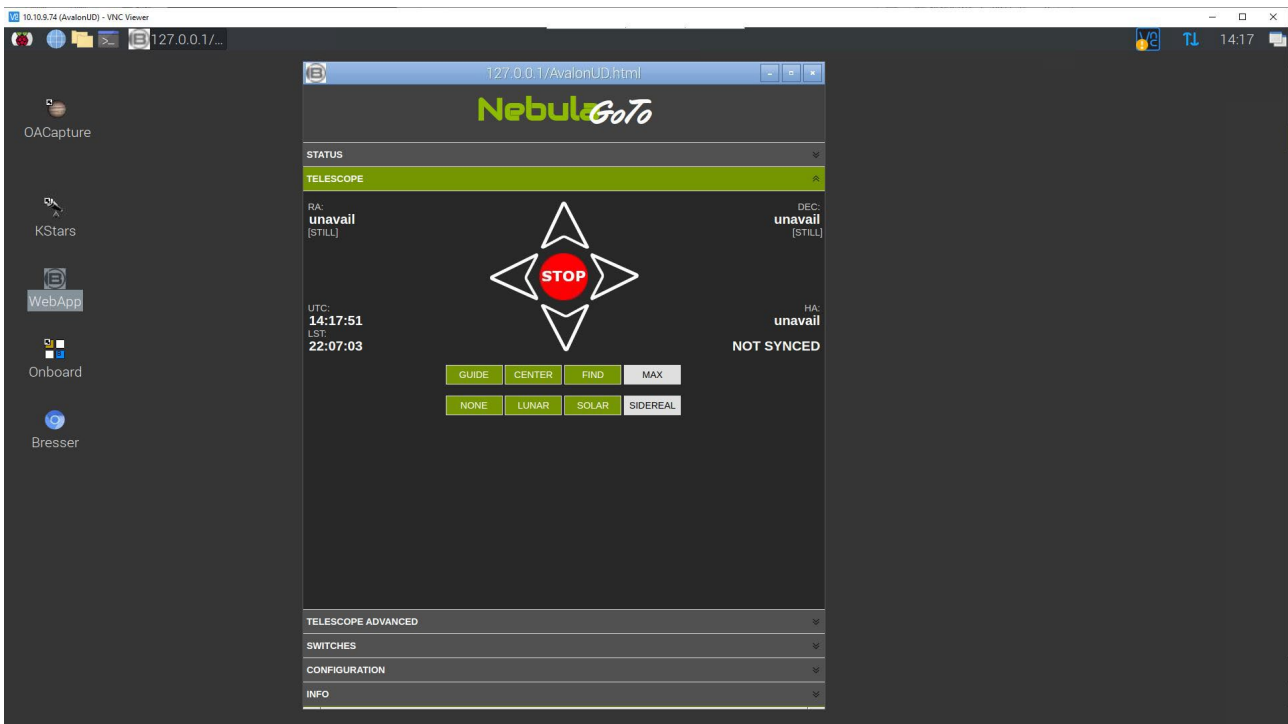 10.10.9.74 (AvalonUD) - VNC Viewer
127.0.0.1/...
14:17
OACapture
KStars
WebApp
Onboard
Bresser
127.0.0.1/AvalonUD.html
Nebula GoTo
STATUS
TELESCOPE
RA:
unavail
[STILL]
DEC:
unavail
[STILL]
STOP
UTC:
14:17:51
LST:
22:07:03
HA:
unavail
NOT SYNCED
GUIDE CENTER FIND MAX
NONE LUNAR SOLAR SIDEREAL
TELESCOPE ADVANCED
SWITCHES
CONFIGURATION
INFO